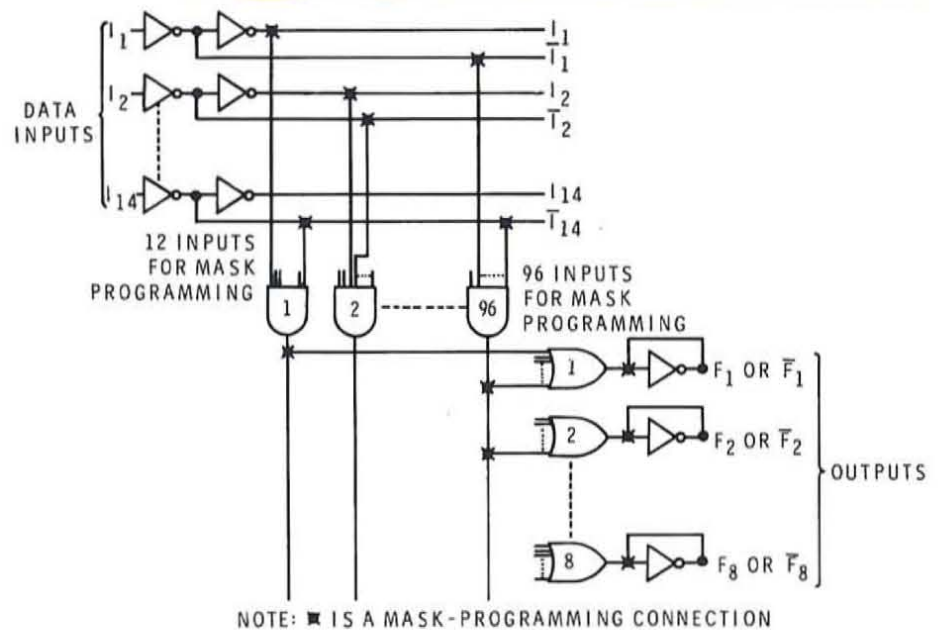 I1
I1
Ī1
DATA
INPUTS
I2
I2
Ī2
I14
I14
Ī14
12 INPUTS
FOR MASK
PROGRAMMING
1
2
96
96 INPUTS
FOR MASK
PROGRAMMING
1
F1 OR F̅1
2
F2 OR F̅2
OUTPUTS
8
F8 OR F̅8
NOTE: ✖ IS A MASK-PROGRAMMING CONNECTION